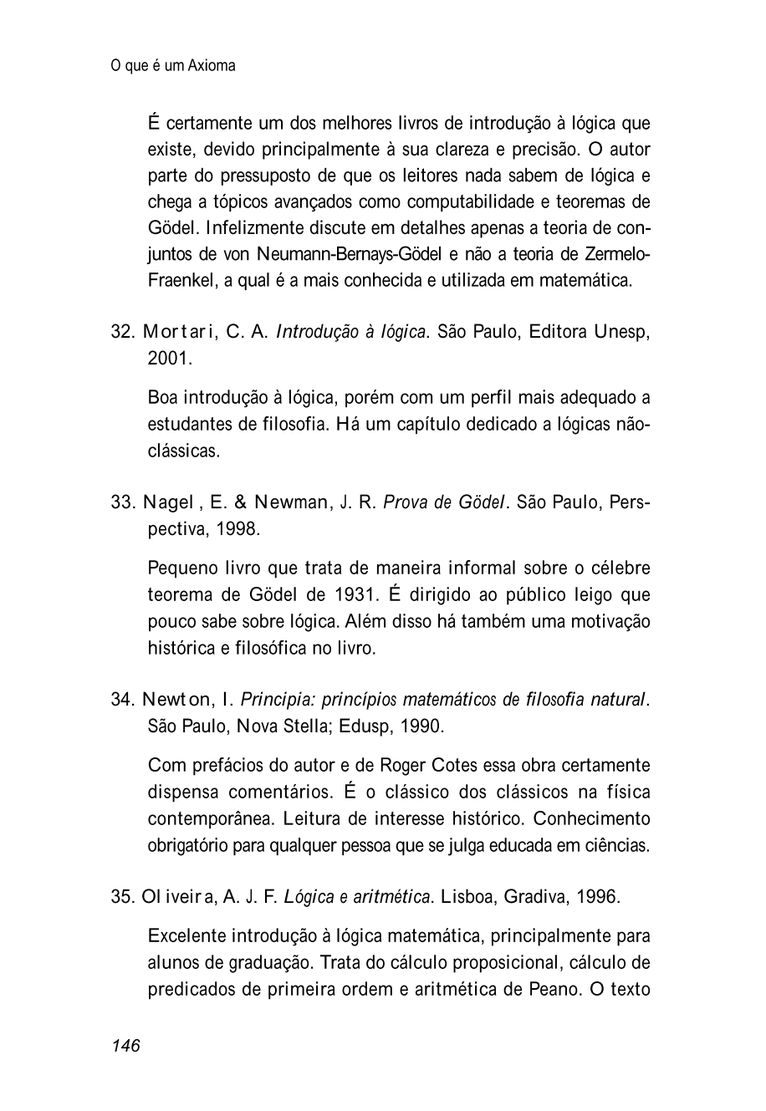 O que é um Axioma
É certamente um dos melhores livros de introdução à lógica que
existe, devido principalmente à sua clareza e precisão. O autor
parte do pressuposto de que os leitores nada sabem de lógica e
chega a tópicos avançados como computabilidade e teoremas de
Gödel. Infelizmente discute em detalhes apenas a teoria de con-
juntos de von Neumann-Bernays-Gödel e não a teoria de Zermelo-
Fraenkel, a qual é a mais conhecida e utilizada em matemática.
32. Mortari, C. A. Introdução à lógica. São Paulo, Editora Unesp,
2001.
Boa introdução à lógica, porém com um perfil mais adequado a
estudantes de filosofia. Há um capítulo dedicado a lógicas não-
clássicas.
33. Nagel , E. & Newman, J. R. Prova de Gödel. São Paulo, Pers-
pectiva, 1998.
Pequeno livro que trata de maneira informal sobre o célebre
teorema de Gödel de 1931. É dirigido ao público leigo que
pouco sabe sobre lógica. Além disso há também uma motivação
histórica e filosófica no livro.
34. Newton, I. Principia: princípios matemáticos de filosofia natural.
São Paulo, Nova Stella; Edusp, 1990.
Com prefácios do autor e de Roger Cotes essa obra certamente
dispensa comentários. É o clássico dos clássicos na física
contemporânea. Leitura de interesse histórico. Conhecimento
obrigatório para qualquer pessoa que se julga educada em ciências.
35. Oliveira, A. J. F. Lógica e aritmética. Lisboa, Gradiva, 1996.
Excelente introdução à lógica matemática, principalmente para
alunos de graduação. Trata do cálculo proposicional, cálculo de
predicados de primeira ordem e aritmética de Peano. O texto
146